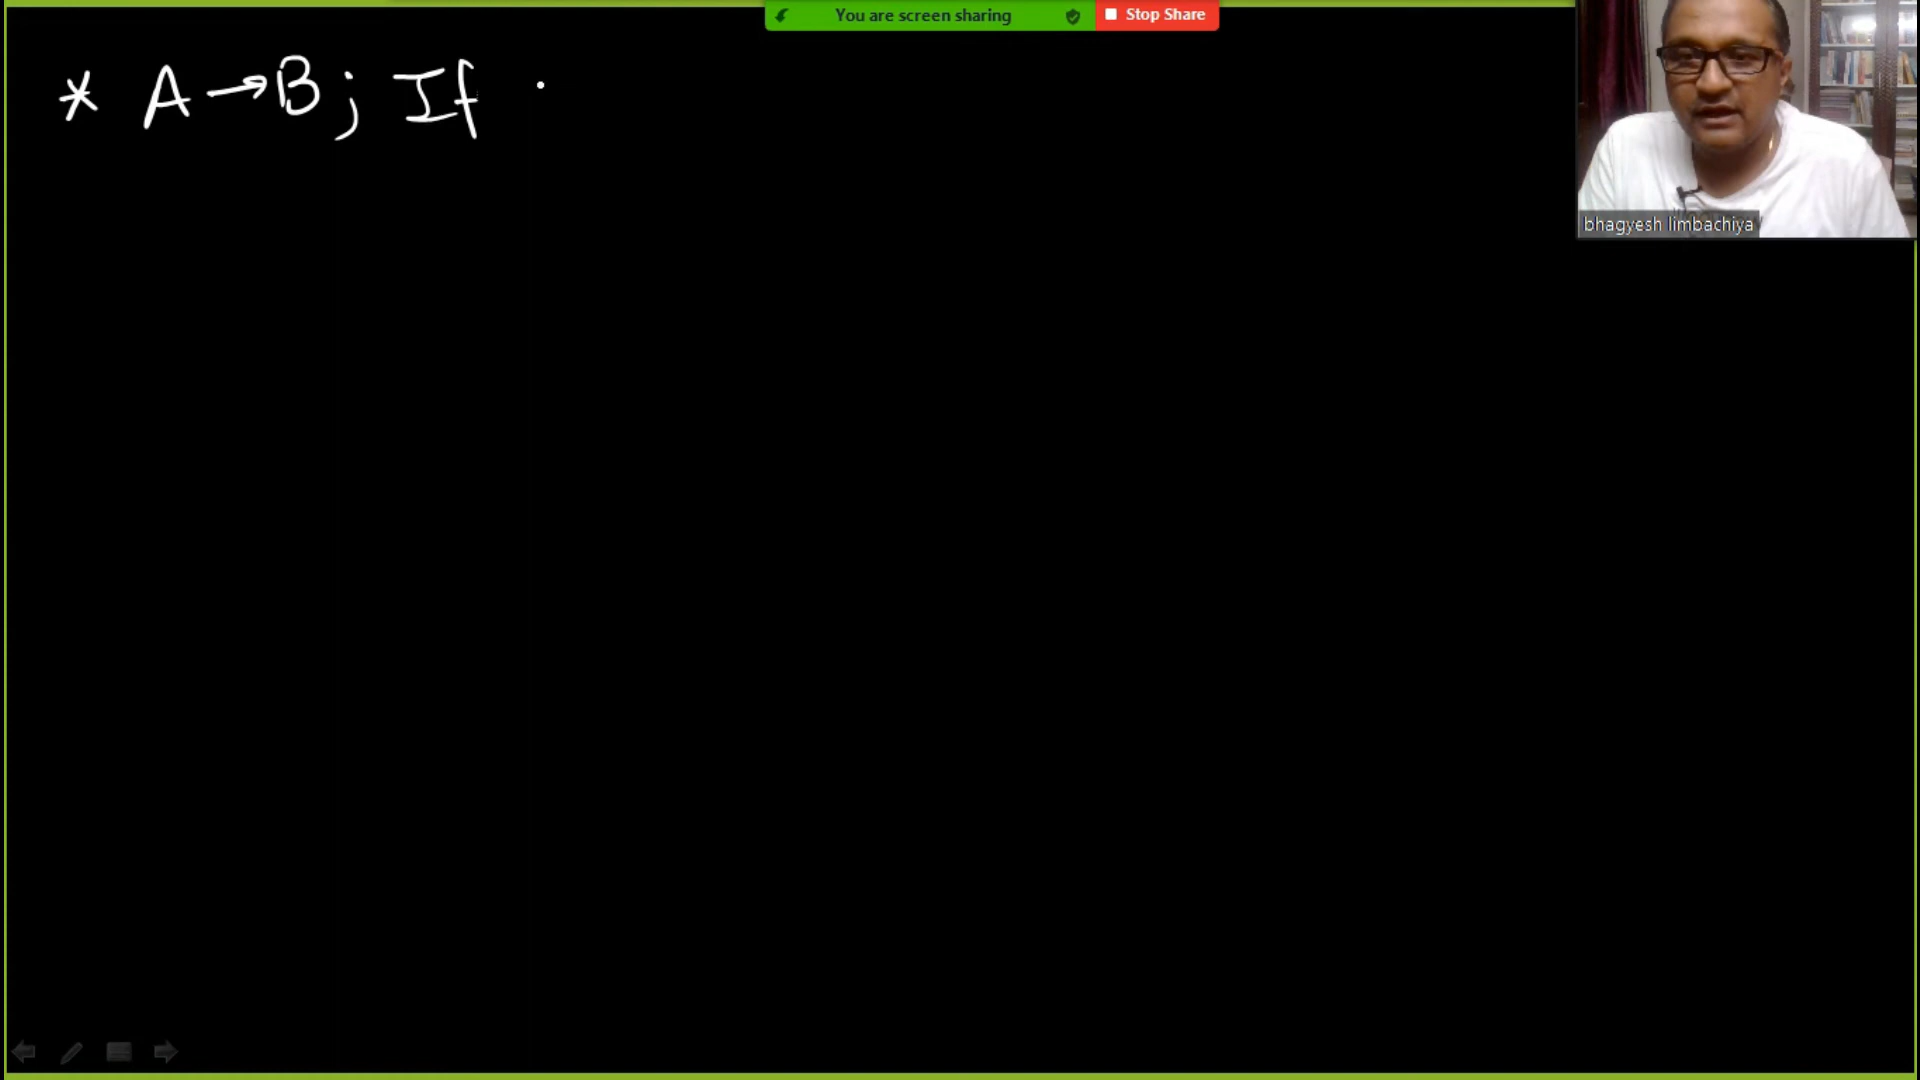 You are screen sharing Stop Share
* A → B ; If
bhagyesh limbachiya